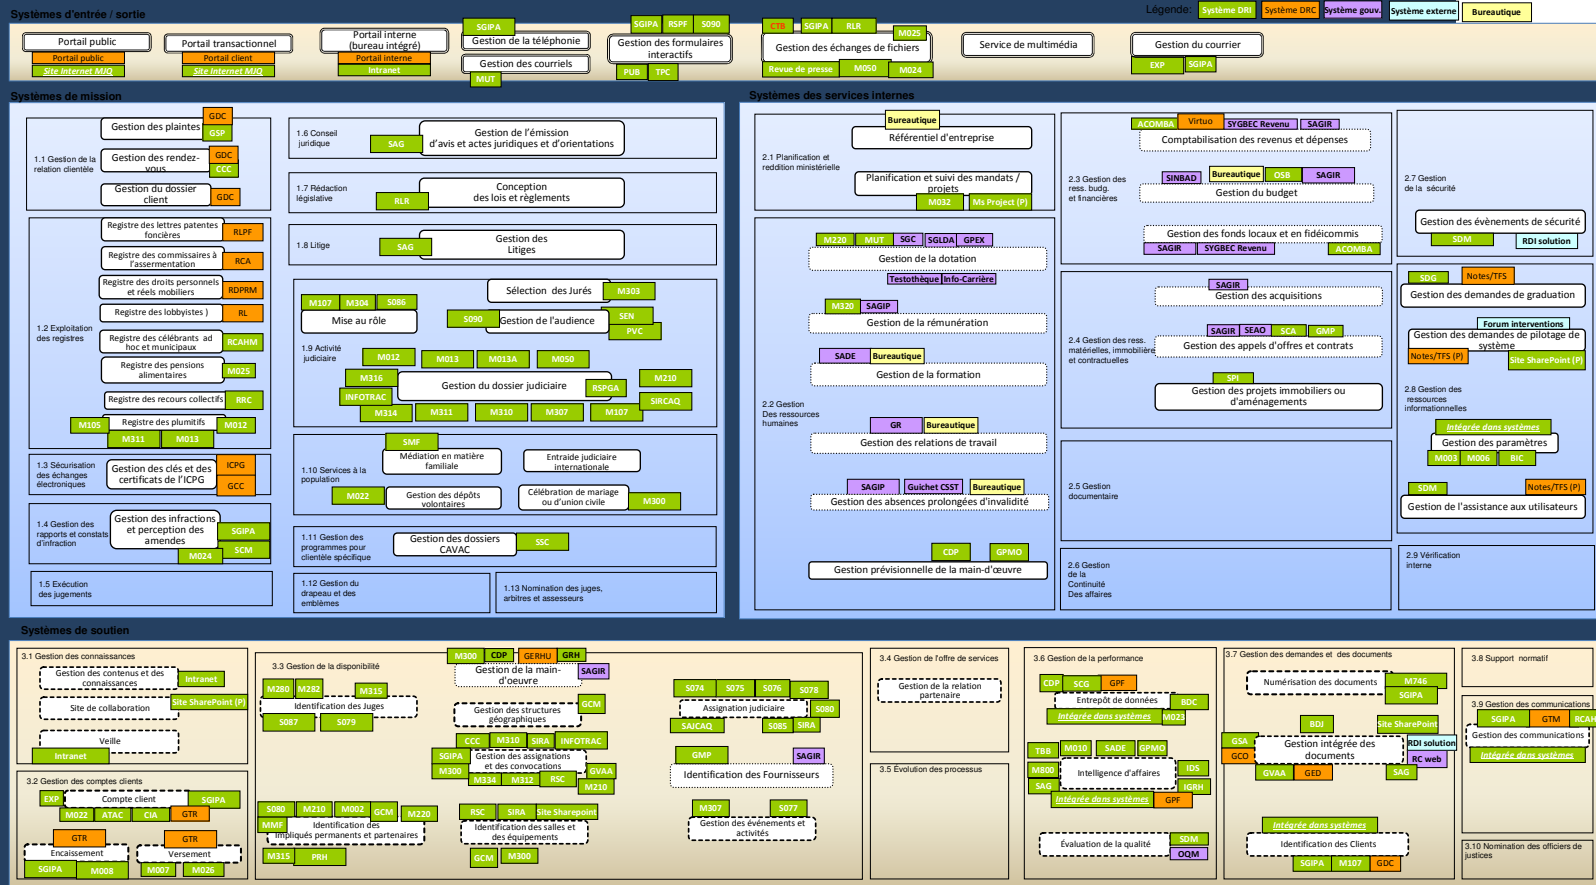 Systèmes d'entrée / sortie
Légende:
Système DRI
Système DRC
Système gouv.
Système externe
Bureautique
Portail public
Portail public
Site Internet MJQ
Portail transactionnel
Portail client
Site Internet MJQ
Portail interne
(bureau intégré)
Portail interne
Intranet
SGIPA
Gestion de la téléphonie
Gestion des courriels
MUT
SGIPA
RSPF
S090
Gestion des formulaires
interactifs
PUB
TPC
CTB
SGIPA
RLR
M025
Gestion des échanges de fichiers
Revue de presse
M050
M024
Service de multimédia
Gestion du courrier
EXP
SGIPA
Systèmes de mission
1.1 Gestion de la
relation clientèle
GDC
Gestion des plaintes
GSP
Gestion des rendez-
vous
GDC
CCC
Gestion du dossier
client
GDC
1.2 Exploitation
des registres
Registre des lettres patentes
foncières
RLPF
Registre des commissaires à
l'assermentation
RCA
Registre des droits personnels
et réels mobiliers
RDPRM
Registre des lobbyistes )
RL
Registre des célébrants ad
hoc et municipaux
RCAHM
Registre des pensions
alimentaires
M025
Registre des recours collectifs
RRC
M105
Registre des plumitifs
M012
M311
M013
1.3 Sécurisation
des échanges
électroniques
Gestion des clés et des
certificats de l'ICPG
ICPG
GCC
1.4 Gestion des
rapports et constats
d'infraction
Gestion des infractions
et perception des
amendes
SGIPA
SCM
M024
1.5 Exécution
des jugements
1.6 Conseil
juridique
SAG
Gestion de l'émission
d'avis et actes juridiques et d'orientations
1.7 Rédaction
législative
RLR
Conception
des lois et règlements
1.8 Litige
SAG
Gestion des
Litiges
1.9 Activité
judiciaire
Sélection des Jurés
M303
M107
M304
S086
Mise au rôle
S090
Gestion de l'audience
SEN
PVC
M012
M013
M013A
M050
M316
Gestion du dossier judiciaire
RSPGA
M210
INFOTRAC
SIRCAQ
M314
M311
M310
M307
M107
1.10 Services à la
population
SMF
Médiation en matière
familiale
Entraide judiciaire
internationale
M022
Gestion des dépôts
volontaires
Célébration de mariage
ou d'union civile
M300
1.11 Gestion des
programmes pour
clientèle spécifique
Gestion des dossiers
CAVAC
SSC
1.12 Gestion du
drapeau et des
emblèmes
1.13 Nomination des juges,
arbitres et assesseurs
Systèmes des services internes
2.1 Planification et
reddition ministérielle
Bureautique
Référentiel d'entreprise
Planification et suivi des mandats /
projets
M032
Ms Project (P)
2.2 Gestion
Des ressources
humaines
M220
MUT
SGC
SGLDA
GPEX
Gestion de la dotation
Testothèque
Info-Carrière
M320
SAGIP
Gestion de la rémunération
SADE
Bureautique
Gestion de la formation
GR
Bureautique
Gestion des relations de travail
SAGIP
Guichet CSST
Bureautique
Gestion des absences prolongées d'invalidité
CDP
GPMO
Gestion prévisionnelle de la main-d'œuvre
2.3 Gestion des
ress. budg.
et financières
ACOMBA
Virtuo
SYGBEC Revenu
SAGIR
Comptabilisation des revenus et dépenses
SINBAD
Bureautique
OSB
SAGIR
Gestion du budget
Gestion des fonds locaux et en fidéicommis
SAGIR
SYGBEC Revenu
ACOMBA
2.4 Gestion des ress.
matérielles, immobilière
et contractuelles
SAGIR
Gestion des acquisitions
SAGIR
SEAO
SCA
GMP
Gestion des appels d'offres et contrats
SPI
Gestion des projets immobiliers ou
d'aménagements
2.5 Gestion
documentaire
2.6 Gestion
de la
Continuité
Des affaires
2.7 Gestion
de la sécurité
Gestion des évènements de sécurité
SDM
RDI solution
SDG
Notes/TFS
Gestion des demandes de graduation
Forum interventions
Gestion des demandes de pilotage de
système
Notes/TFS (P)
Site SharePoint (P)
2.8 Gestion des
ressources
informationnelles
Intégrée dans systèmes
Gestion des paramètres
M003
M006
BIC
SDM
Notes/TFS (P)
Gestion de l'assistance aux utilisateurs
2.9 Vérification
interne
Systèmes de soutien
3.1 Gestion des connaissances
Gestion des contenus et des
connaissances
Intranet
Site de collaboration
Site SharePoint (P)
Veille
Intranet
3.2 Gestion des comptes clients
EXP
Compte client
SGIPA
M022
ATAC
CIA
GTR
GTR
Encaissement
SGIPA
M008
GTR
Versement
M007
M026
3.3 Gestion de la disponibilité
M280
M282
M315
Identification des Juges
S087
S079
S080
M210
M002
GCM
M220
MMF
Identification des
Impliqués permanents et partenaires
M315
PRH
M300
CDP
GERHU
GRH
Gestion de la main-
d'oeuvre
SAGIR
Gestion des structures
géographiques
GCM
CCC
M310
SIRA
INFOTRAC
SGIPA
Gestion des assignations
et des convocations
M300
GVAA
M334
M312
RSC
M210
RSC
SIRA
Site Sharepoint
Identification des salles et
des équipements
GCM
M300
S074
S075
S076
S078
Assignation judiciaire
S080
SAICAQ
S085
SIRA
GMP
SAGIR
Identification des Fournisseurs
M307
S077
Gestion des événements et
activités
3.4 Gestion de l'offre de services
Gestion de la relation
partenaire
3.5 Évolution des processus
3.6 Gestion de la performance
CDP
SCG
GPF
Entrepôt de données
BDC
Intégrée dans systèmes
M023
TBB
M010
SADE
GPMO
M800
Intelligence d'affaires
IDS
SAG
IGRH
Intégrée dans systèmes
GPF
Évaluation de la qualité
SDM
OQM
3.7 Gestion des demandes et des documents
Numérisation des documents
M746
SGIPA
BDJ
Site SharePoint
GSA
Gestion intégrée des
documents
RDI solution
GCO
RC web
GVAA
GED
SAG
Intégrée dans systèmes
Identification des Clients
SGIPA
M107
GDC
3.8 Support normatif
3.9 Gestion des communications
SGIPA
GTM
RCAH
Gestion des communications
Intégrée dans systèmes
3.10 Nomination des officiers de
justices